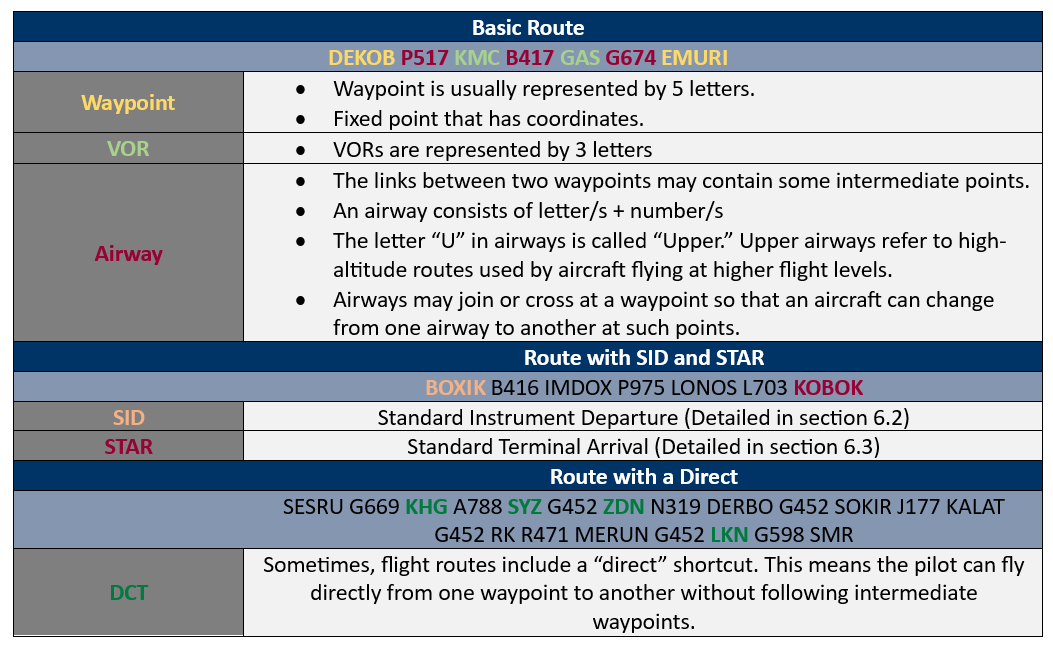 Basic Route
DEKOB P517 KMC B417 GAS G674 EMURI
Waypoint
• Waypoint is usually represented by 5 letters.
• Fixed point that has coordinates.
VOR
• VORs are represented by 3 letters
Airway
• The links between two waypoints may contain some intermediate points.
• An airway consists of letter/s + number/s
• The letter “U” in airways is called “Upper.” Upper airways refer to high-
altitude routes used by aircraft flying at higher flight levels.
• Airways may join or cross at a waypoint so that an aircraft can change
from one airway to another at such points.
Route with SID and STAR
BOXIK B416 IMDOX P975 LONOS L703 KOBOK
SID
Standard Instrument Departure (Detailed in section 6.2)
STAR
Standard Terminal Arrival (Detailed in section 6.3)
Route with a Direct
SESRU G669 KHG A788 SYZ G452 ZDN N319 DERBO G452 SOKIR J177 KALAT
G452 RK R471 MERUN G452 LKN G598 SMR
DCT
Sometimes, flight routes include a “direct” shortcut. This means the pilot can fly
directly from one waypoint to another without following intermediate
waypoints.